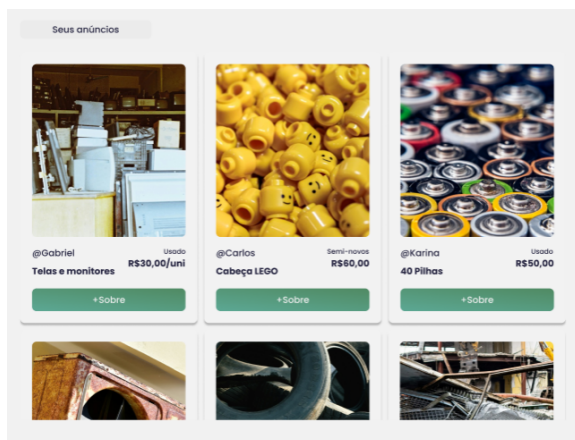 Seus anúncios
@Gabriel
Usado
Telas e monitores
R$30,00/uni
+Sobre
@Carlos
Semi-novos
Cabeça LEGO
R$60,00
+Sobre
@Karina
Usado
40 Pilhas
R$50,00
+Sobre